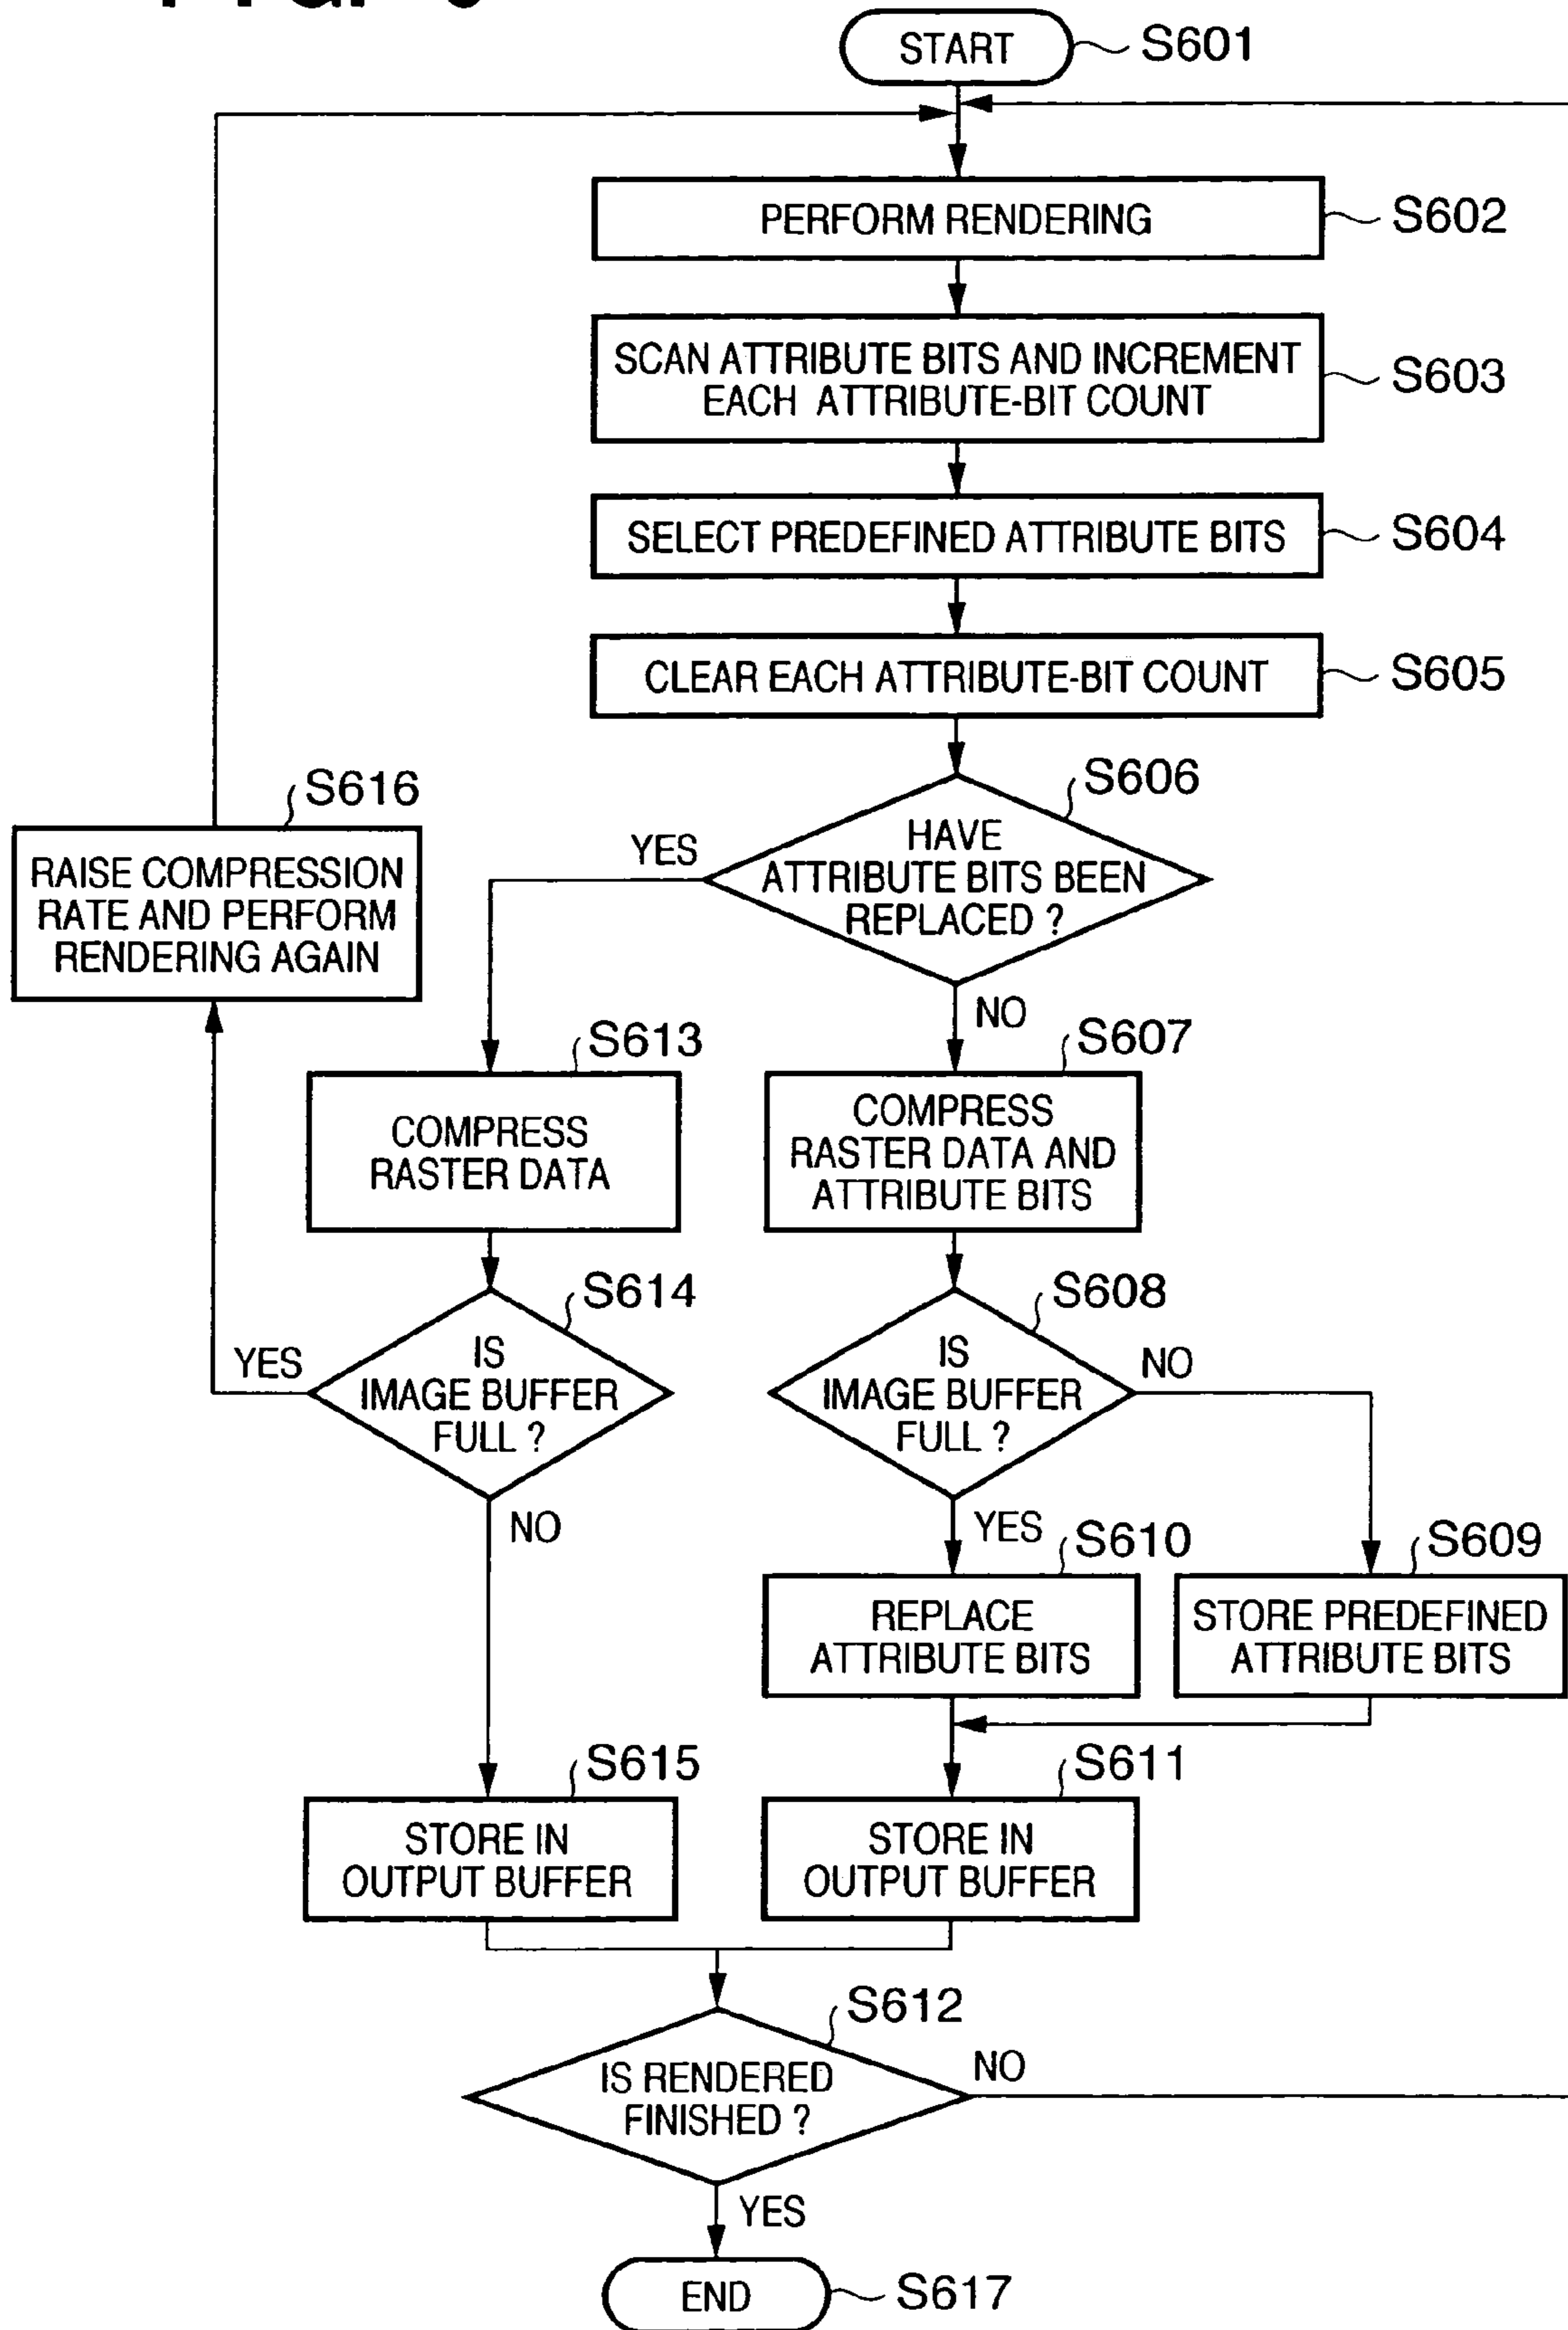 START
S601
PERFORM RENDERING
S602
SCAN ATTRIBUTE BITS AND INCREMENT
EACH ATTRIBUTE-BIT COUNT
S603
SELECT PREDEFINED ATTRIBUTE BITS
S604
CLEAR EACH ATTRIBUTE-BIT COUNT
S605
S606
HAVE
ATTRIBUTE BITS BEEN
REPLACED ?
YES
NO
S616
RAISE COMPRESSION
RATE AND PERFORM
RENDERING AGAIN
S613
COMPRESS
RASTER DATA
S607
COMPRESS
RASTER DATA AND
ATTRIBUTE BITS
S614
IS
IMAGE BUFFER
FULL ?
YES
NO
S608
IS
IMAGE BUFFER
FULL ?
NO
YES
S610
REPLACE
ATTRIBUTE BITS
S609
STORE PREDEFINED
ATTRIBUTE BITS
S615
STORE IN
OUTPUT BUFFER
S611
STORE IN
OUTPUT BUFFER
S612
IS RENDERED
FINISHED ?
NO
YES
END
S617